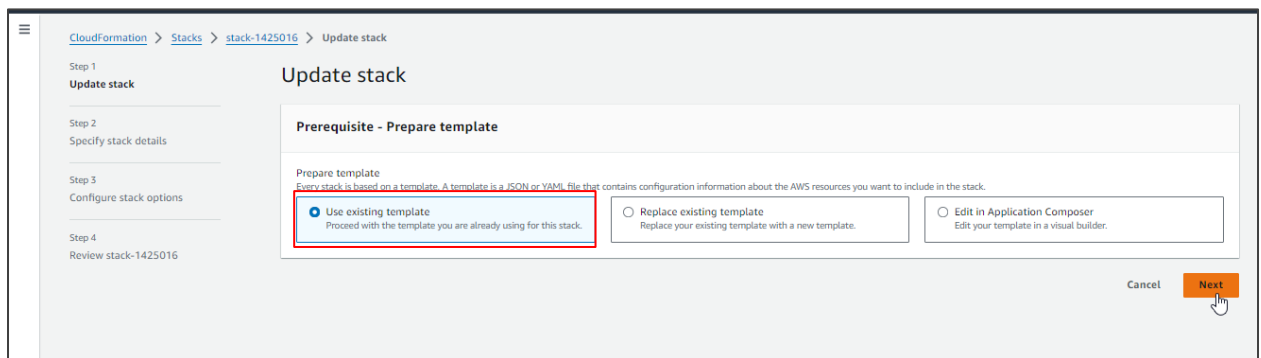 CloudFormation > Stacks > stack-1425016 > Update stack
Step 1
Update stack
Step 2
Specify stack details
Step 3
Configure stack options
Step 4
Review stack-1425016
Update stack
Prerequisite - Prepare template
Prepare template
Every stack is based on a template. A template is a JSON or YAML file that contains configuration information about the AWS resources you want to include in the stack.
Use existing template
Proceed with the template you are already using for this stack.
Replace existing template
Replace your existing template with a new template.
Edit in Application Composer
Edit your template in a visual builder.
Cancel
Next